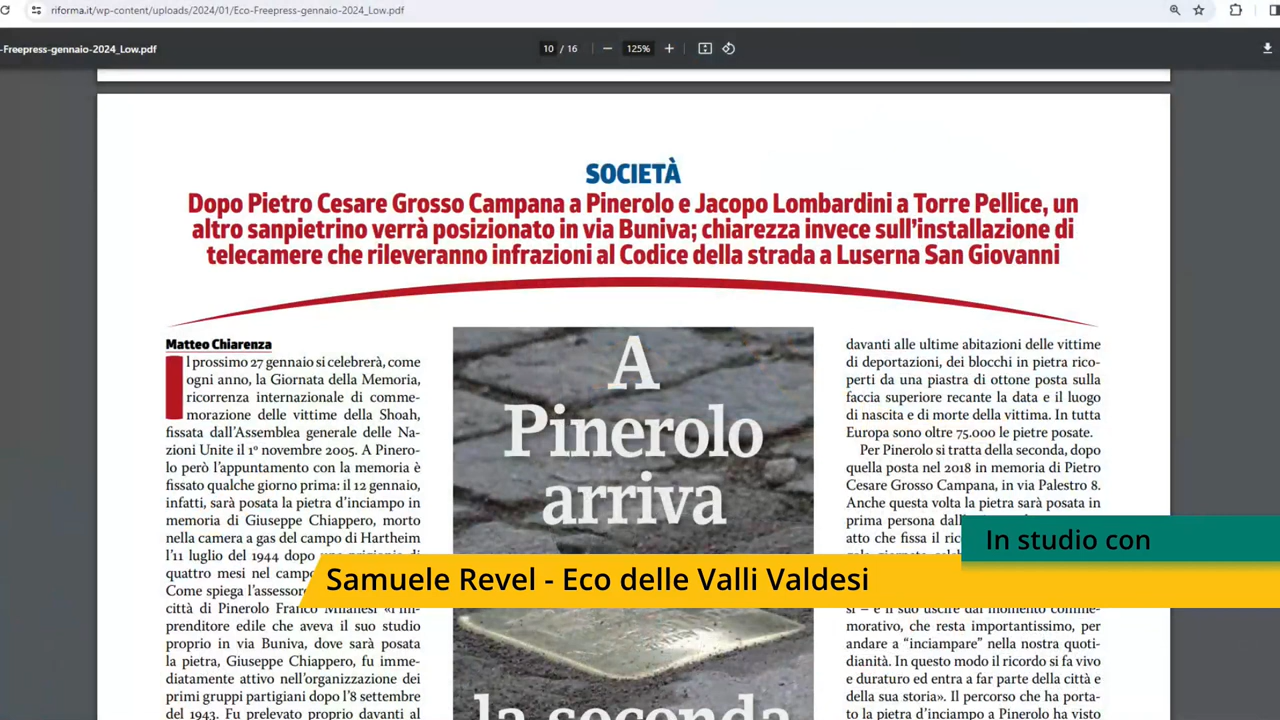 riforma.it/wp-content/uploads/2024/01/Eco-Freepress-gennaio-2024_Low.pdf
-Freepress-gennaio-2024_Low.pdf
10 / 16
125%
SOCIETÀ
Dopo Pietro Cesare Grosso Campana a Pinerolo e Jacopo Lombardini a Torre Pellice, un
altro sanpietrino verrà posizionato in via Buniva; chiarezza invece sull'installazione di
telecamere che rileveranno infrazioni al Codice della strada a Luserna San Giovanni
Matteo Chiarenza
Il prossimo 27 gennaio si celebrerà, come
ogni anno, la Giornata della Memoria,
ricorrenza internazionale di comme-
morazione delle vittime della Shoah,
fissata dall'Assemblea generale delle Na-
zioni Unite il 1° novembre 2005. A Pinero-
lo però l'appuntamento con la memoria è
fissato qualche giorno prima: il 12 gennaio,
infatti, sarà posata la pietra d'inciampo in
memoria di Giuseppe Chiappero, morto
nella camera a gas del campo di Hartheim
l'11 luglio del 1944 dopo
quattro mesi nel campo
Come spiega l'assessore
città di Pinerolo Franco Milanesi «l'im-
prenditore edile che aveva il suo studio
proprio in via Buniva, dove sarà posata
la pietra, Giuseppe Chiappero, fu imme-
diatamente attivo nell'organizzazione dei
primi gruppi partigiani dopo l'8 settembre
del 1943. Fu prelevato proprio davanti al
A
Pinerolo
arriva
la seconda
davanti alle ultime abitazioni delle vittime
di deportazioni, dei blocchi in pietra rico-
perti da una piastra di ottone posta sulla
faccia superiore recante la data e il luogo
di nascita e di morte della vittima. In tutta
Europa sono oltre 75.000 le pietre posate.
Per Pinerolo si tratta della seconda, dopo
quella posta nel 2018 in memoria di Pietro
Cesare Grosso Campana, in via Palestro 8.
Anche questa volta la pietra sarà posata in
prima persona dall
atto che fissa il
si – e il suo uscire dal momento comme-
morativo, che resta importantissimo, per
andare a "inciampare" nella nostra quoti-
dianità. In questo modo il ricordo si fa vivo
e duraturo ed entra a far parte della città e
della sua storia». Il percorso che ha porta-
to la pietra d'inciampo a Pinerolo ha visto
In studio con
Samuele Revel - Eco delle Valli Valdesi